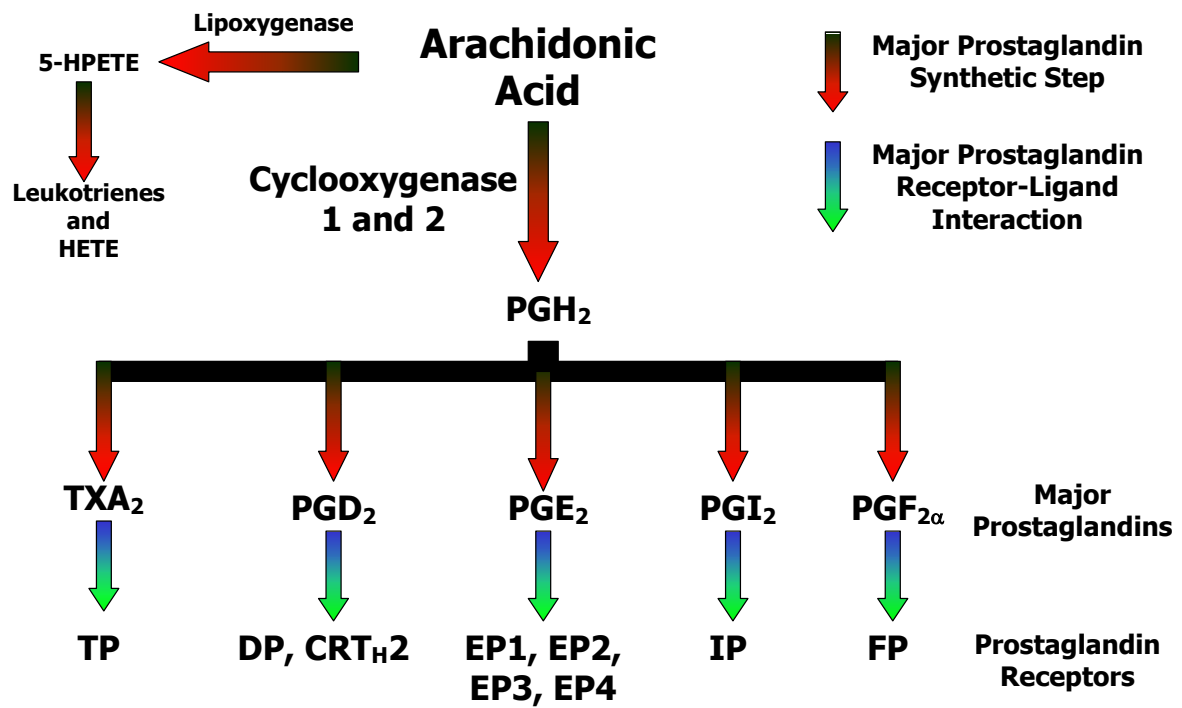 Lipoxygenase
Arachidonic
Acid
5-HPETE
Leukotrienes
and
HETE
Cyclooxygenase
1 and 2
Major Prostaglandin
Synthetic Step
Major Prostaglandin
Receptor-Ligand
Interaction
PGH₂
TXA₂
PGD₂
PGE₂
PGI₂
PGF₂α
Major
Prostaglandins
TP
DP, CRTH2
EP1, EP2,
EP3, EP4
IP
FP
Prostaglandin
Receptors